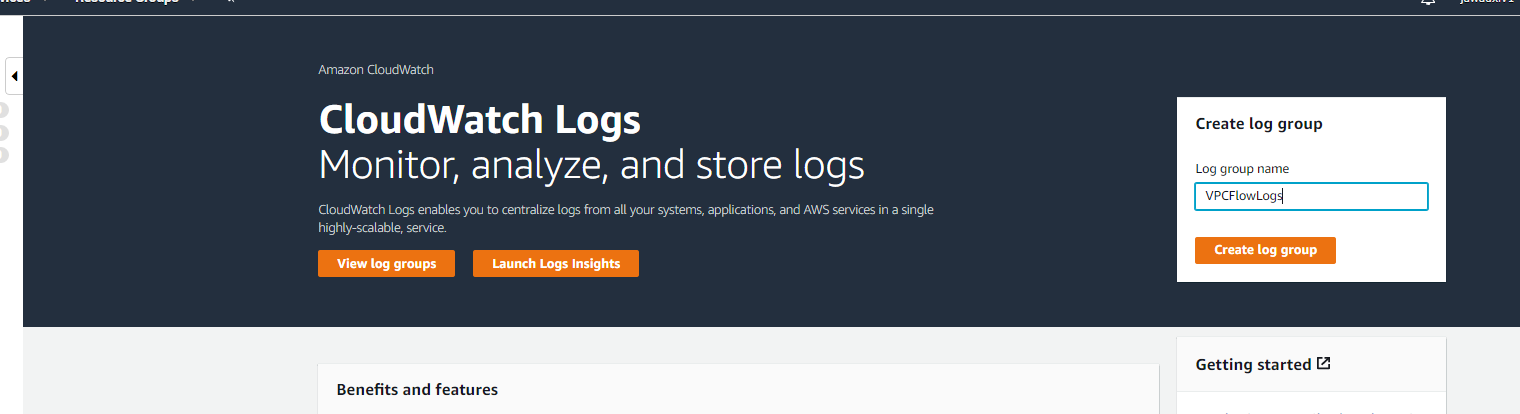 Resource Groups
Amazon CloudWatch
CloudWatch Logs
Monitor, analyze, and store logs
CloudWatch Logs enables you to centralize logs from all your systems, applications, and AWS services in a single
highly-scalable, service.
View log groups
Launch Logs Insights
Create log group
Log group name
VPCFlowLogs
Create log group
Benefits and features
Getting started